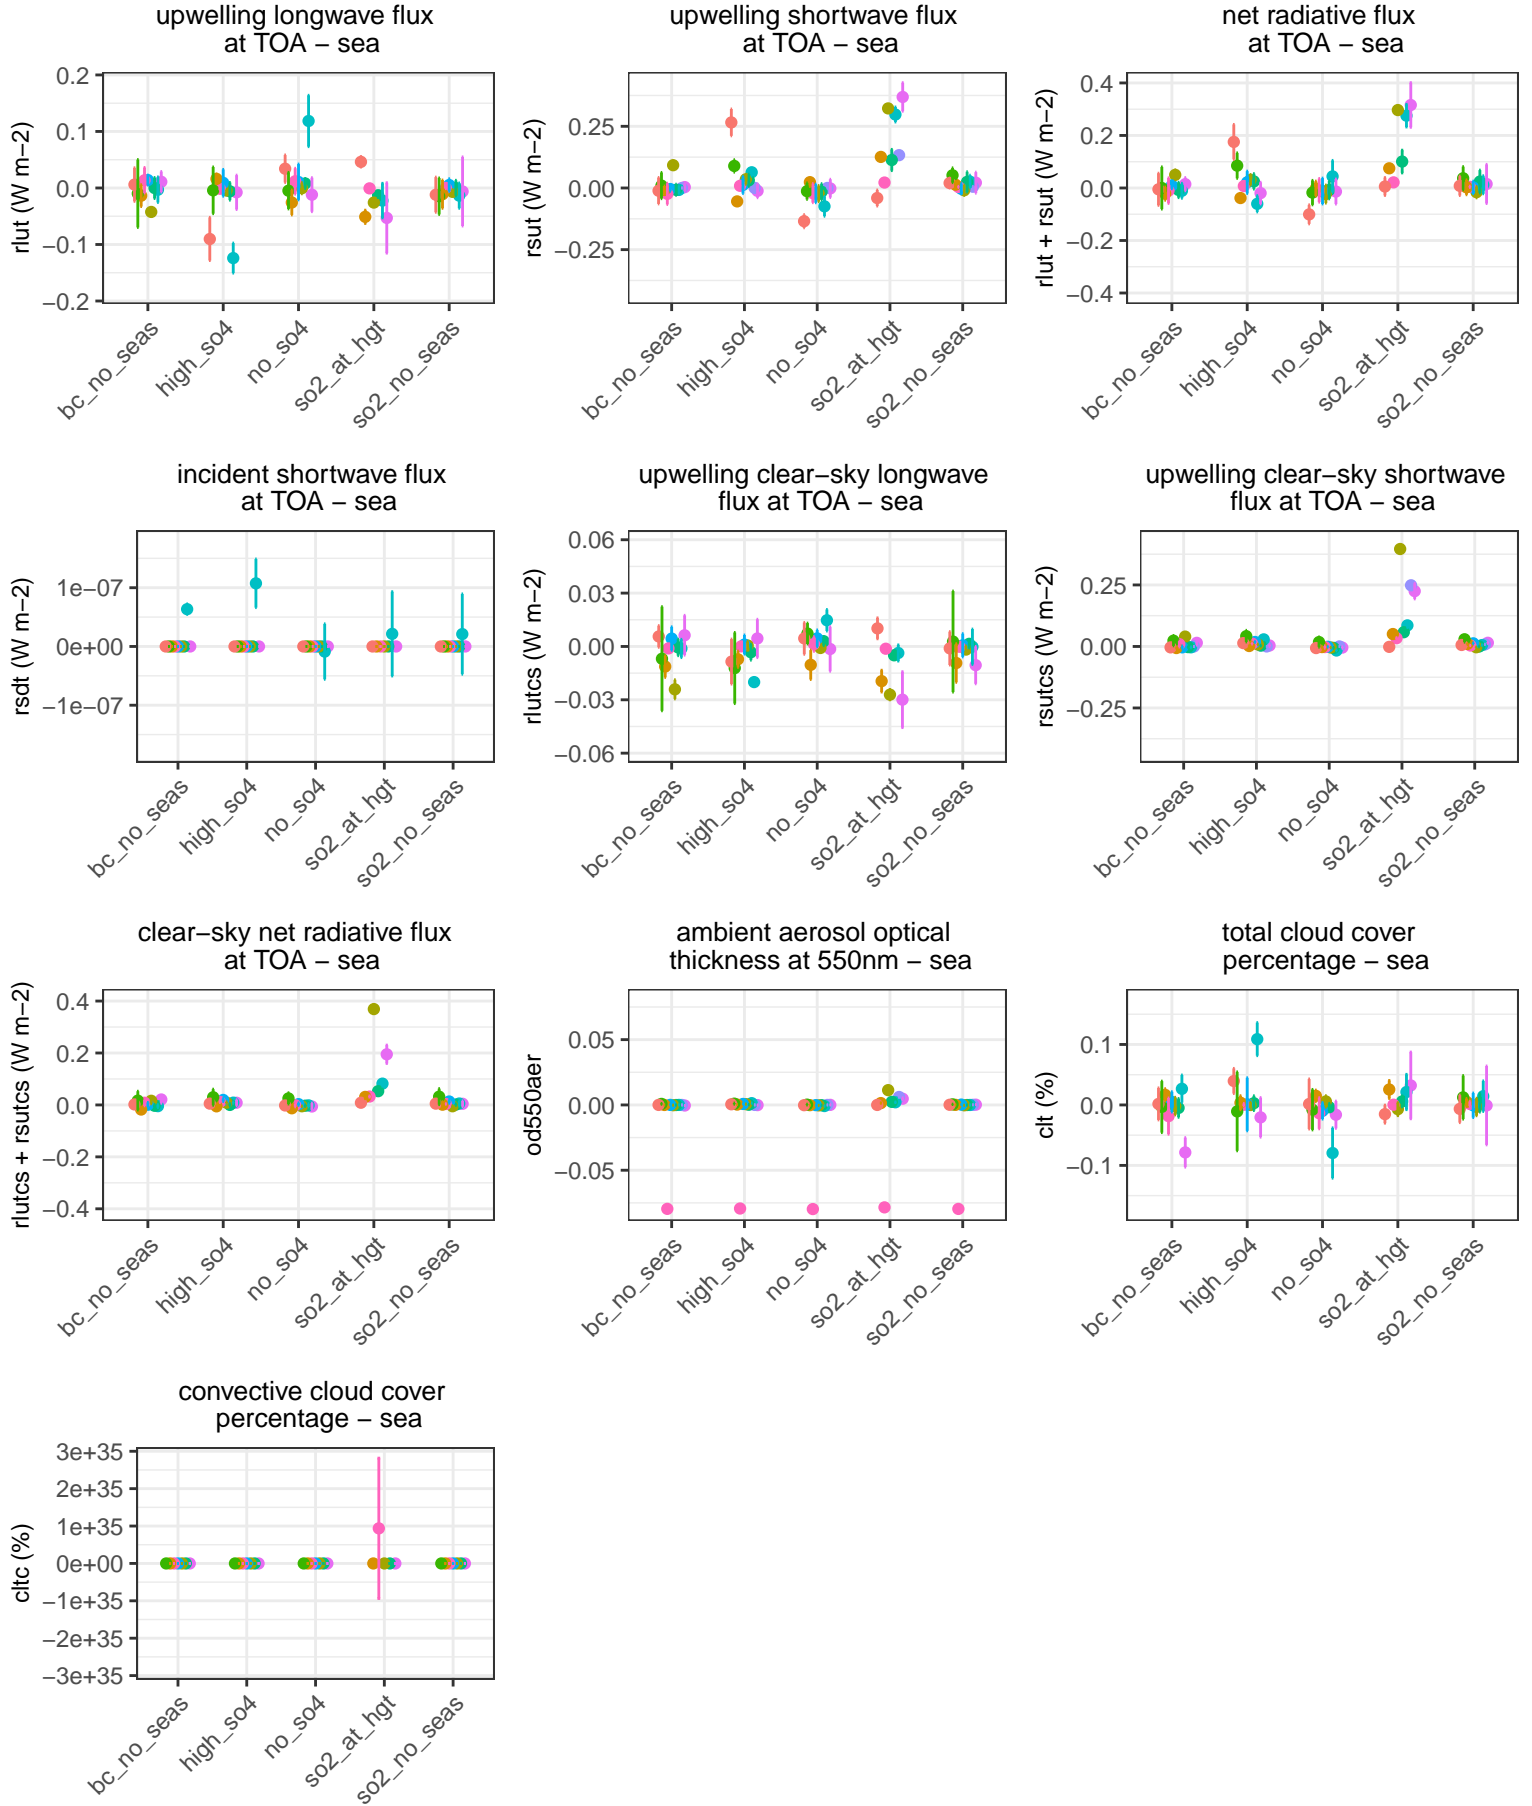 upwelling longwave flux
at TOA − sea
rlut (W m−2)
0.2
0.1
0.0
−0.1
−0.2
bc_no_seas
high_so4
no_so4
so2_at_hgt
so2_no_seas
upwelling shortwave flux
at TOA − sea
rsut (W m−2)
0.25
0.00
−0.25
bc_no_seas
high_so4
no_so4
so2_at_hgt
so2_no_seas
net radiative flux
at TOA − sea
rlut + rsut (W m−2)
0.4
0.2
0.0
−0.2
−0.4
bc_no_seas
high_so4
no_so4
so2_at_hgt
so2_no_seas
incident shortwave flux
at TOA − sea
rsdt (W m−2)
1e−07
0e+00
−1e−07
bc_no_seas
high_so4
no_so4
so2_at_hgt
so2_no_seas
upwelling clear−sky longwave
flux at TOA − sea
rlutcs (W m−2)
0.06
0.03
0.00
−0.03
−0.06
bc_no_seas
high_so4
no_so4
so2_at_hgt
so2_no_seas
upwelling clear−sky shortwave
flux at TOA − sea
rsutcs (W m−2)
0.25
0.00
−0.25
bc_no_seas
high_so4
no_so4
so2_at_hgt
so2_no_seas
clear−sky net radiative flux
at TOA − sea
rlutcs + rsutcs (W m−2)
0.4
0.2
0.0
−0.2
−0.4
bc_no_seas
high_so4
no_so4
so2_at_hgt
so2_no_seas
ambient aerosol optical
thickness at 550nm − sea
od550aer
0.05
0.00
−0.05
bc_no_seas
high_so4
no_so4
so2_at_hgt
so2_no_seas
total cloud cover
percentage − sea
clt (%)
0.1
0.0
−0.1
bc_no_seas
high_so4
no_so4
so2_at_hgt
so2_no_seas
convective cloud cover
percentage − sea
cltc (%)
3e+35
2e+35
1e+35
0e+00
−1e+35
−2e+35
−3e+35
bc_no_seas
high_so4
no_so4
so2_at_hgt
so2_no_seas